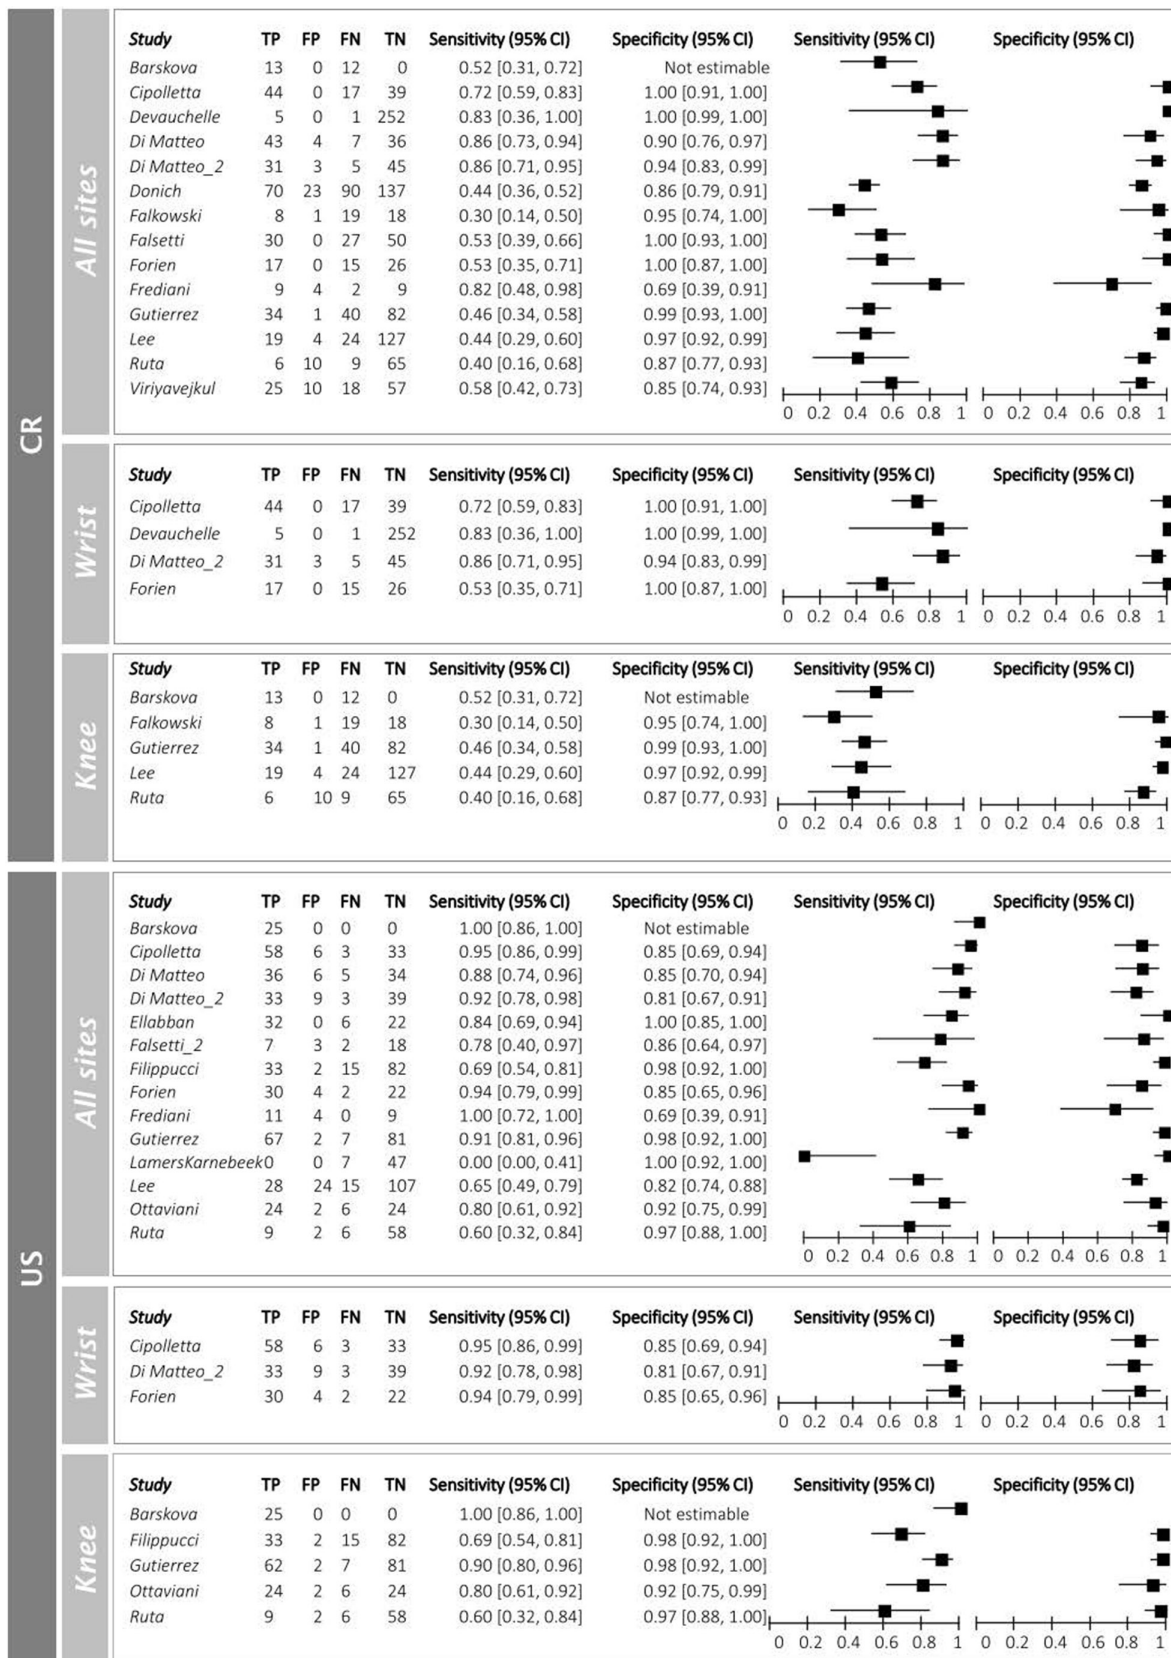 CR
All sites
Study TP FP FN TN Sensitivity (95% CI) Specificity (95% CI) Sensitivity (95% CI) Specificity (95% CI)
Barskova 13 0 12 0 0.52 [0.31, 0.72] Not estimable
Cipolletta 44 0 17 39 0.72 [0.59, 0.83] 1.00 [0.91, 1.00]
Devauchelle 5 0 1 252 0.83 [0.36, 1.00] 1.00 [0.99, 1.00]
Di Matteo 43 4 7 36 0.86 [0.73, 0.94] 0.90 [0.76, 0.97]
Di Matteo_2 31 3 5 45 0.86 [0.71, 0.95] 0.94 [0.83, 0.99]
Donich 70 23 90 137 0.44 [0.36, 0.52] 0.86 [0.79, 0.91]
Falkowski 8 1 19 18 0.30 [0.14, 0.50] 0.95 [0.74, 1.00]
Falsetti 30 0 27 50 0.53 [0.39, 0.66] 1.00 [0.93, 1.00]
Forien 17 0 15 26 0.53 [0.35, 0.71] 1.00 [0.87, 1.00]
Frediani 9 4 2 9 0.82 [0.48, 0.98] 0.69 [0.39, 0.91]
Gutierrez 34 1 40 82 0.46 [0.34, 0.58] 0.99 [0.93, 1.00]
Lee 19 4 24 127 0.44 [0.29, 0.60] 0.97 [0.92, 0.99]
Ruta 6 10 9 65 0.40 [0.16, 0.68] 0.87 [0.77, 0.93]
Viriyavejkul 25 10 18 57 0.58 [0.42, 0.73] 0.85 [0.74, 0.93]
0 0.2 0.4 0.6 0.8 1 0 0.2 0.4 0.6 0.8 1
Wrist
Study TP FP FN TN Sensitivity (95% CI) Specificity (95% CI) Sensitivity (95% CI) Specificity (95% CI)
Cipolletta 44 0 17 39 0.72 [0.59, 0.83] 1.00 [0.91, 1.00]
Devauchelle 5 0 1 252 0.83 [0.36, 1.00] 1.00 [0.99, 1.00]
Di Matteo_2 31 3 5 45 0.86 [0.71, 0.95] 0.94 [0.83, 0.99]
Forien 17 0 15 26 0.53 [0.35, 0.71] 1.00 [0.87, 1.00]
0 0.2 0.4 0.6 0.8 1 0 0.2 0.4 0.6 0.8 1
Knee
Study TP FP FN TN Sensitivity (95% CI) Specificity (95% CI) Sensitivity (95% CI) Specificity (95% CI)
Barskova 13 0 12 0 0.52 [0.31, 0.72] Not estimable
Falkowski 8 1 19 18 0.30 [0.14, 0.50] 0.95 [0.74, 1.00]
Gutierrez 34 1 40 82 0.46 [0.34, 0.58] 0.99 [0.93, 1.00]
Lee 19 4 24 127 0.44 [0.29, 0.60] 0.97 [0.92, 0.99]
Ruta 6 10 9 65 0.40 [0.16, 0.68] 0.87 [0.77, 0.93]
0 0.2 0.4 0.6 0.8 1 0 0.2 0.4 0.6 0.8 1
US
All sites
Study TP FP FN TN Sensitivity (95% CI) Specificity (95% CI) Sensitivity (95% CI) Specificity (95% CI)
Barskova 25 0 0 0 1.00 [0.86, 1.00] Not estimable
Cipolletta 58 6 3 33 0.95 [0.86, 0.99] 0.85 [0.69, 0.94]
Di Matteo 36 6 5 34 0.88 [0.74, 0.96] 0.85 [0.70, 0.94]
Di Matteo_2 33 9 3 39 0.92 [0.78, 0.98] 0.81 [0.67, 0.91]
Ellabban 32 0 6 22 0.84 [0.69, 0.94] 1.00 [0.85, 1.00]
Falsetti_2 7 3 2 18 0.78 [0.40, 0.97] 0.86 [0.64, 0.97]
Filippucci 33 2 15 82 0.69 [0.54, 0.81] 0.98 [0.92, 1.00]
Forien 30 4 2 22 0.94 [0.79, 0.99] 0.85 [0.65, 0.96]
Frediani 11 4 0 9 1.00 [0.72, 1.00] 0.69 [0.39, 0.91]
Gutierrez 67 2 7 81 0.91 [0.81, 0.96] 0.98 [0.92, 1.00]
LamersKarnebeek 0 0 7 47 0.00 [0.00, 0.41] 1.00 [0.92, 1.00]
Lee 28 24 15 107 0.65 [0.49, 0.79] 0.82 [0.74, 0.88]
Ottaviani 24 2 6 24 0.80 [0.61, 0.92] 0.92 [0.75, 0.99]
Ruta 9 2 6 58 0.60 [0.32, 0.84] 0.97 [0.88, 1.00]
0 0.2 0.4 0.6 0.8 1 0 0.2 0.4 0.6 0.8 1
Wrist
Study TP FP FN TN Sensitivity (95% CI) Specificity (95% CI) Sensitivity (95% CI) Specificity (95% CI)
Cipolletta 58 6 3 33 0.95 [0.86, 0.99] 0.85 [0.69, 0.94]
Di Matteo_2 33 9 3 39 0.92 [0.78, 0.98] 0.81 [0.67, 0.91]
Forien 30 4 2 22 0.94 [0.79, 0.99] 0.85 [0.65, 0.96]
0 0.2 0.4 0.6 0.8 1 0 0.2 0.4 0.6 0.8 1
Knee
Study TP FP FN TN Sensitivity (95% CI) Specificity (95% CI) Sensitivity (95% CI) Specificity (95% CI)
Barskova 25 0 0 0 1.00 [0.86, 1.00] Not estimable
Filippucci 33 2 15 82 0.69 [0.54, 0.81] 0.98 [0.92, 1.00]
Gutierrez 62 2 7 81 0.90 [0.80, 0.96] 0.98 [0.92, 1.00]
Ottaviani 24 2 6 24 0.80 [0.61, 0.92] 0.92 [0.75, 0.99]
Ruta 9 2 6 58 0.60 [0.32, 0.84] 0.97 [0.88, 1.00]
0 0.2 0.4 0.6 0.8 1 0 0.2 0.4 0.6 0.8 1